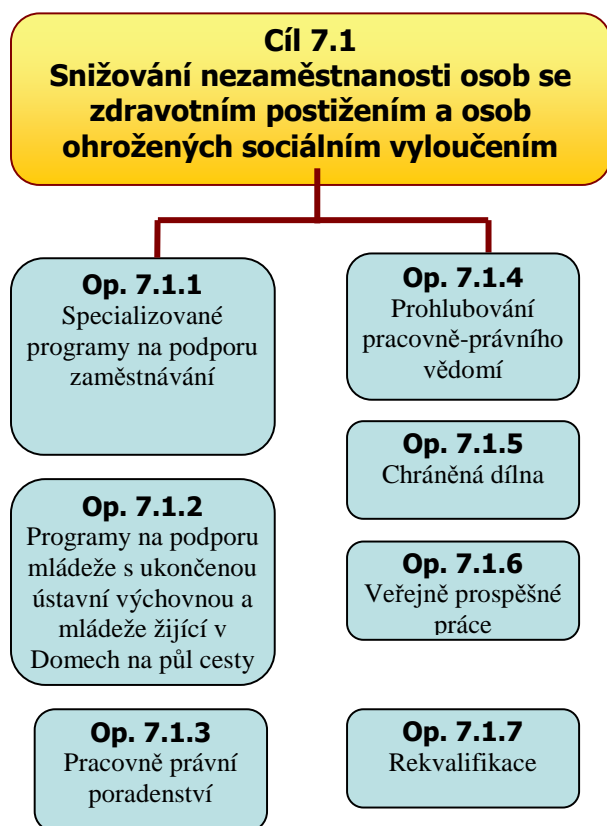 Cíl 7.1
Snižování nezaměstnanosti osob se
zdravotním postižením a osob
ohrožených sociálním vyloučením
Op. 7.1.1
Specializované
programy na podporu
zaměstnávání
Op. 7.1.2
Programy na podporu
mládeže s ukončenou
ústavní výchovnou a
mládeže žijící v
Domech na půl cesty
Op. 7.1.3
Pracovně právní
poradenství
Op. 7.1.4
Prohlubování
pracovně-právního
vědomí
Op. 7.1.5
Chráněná dílna
Op. 7.1.6
Veřejně prospěšné
práce
Op. 7.1.7
Rekvalifikace